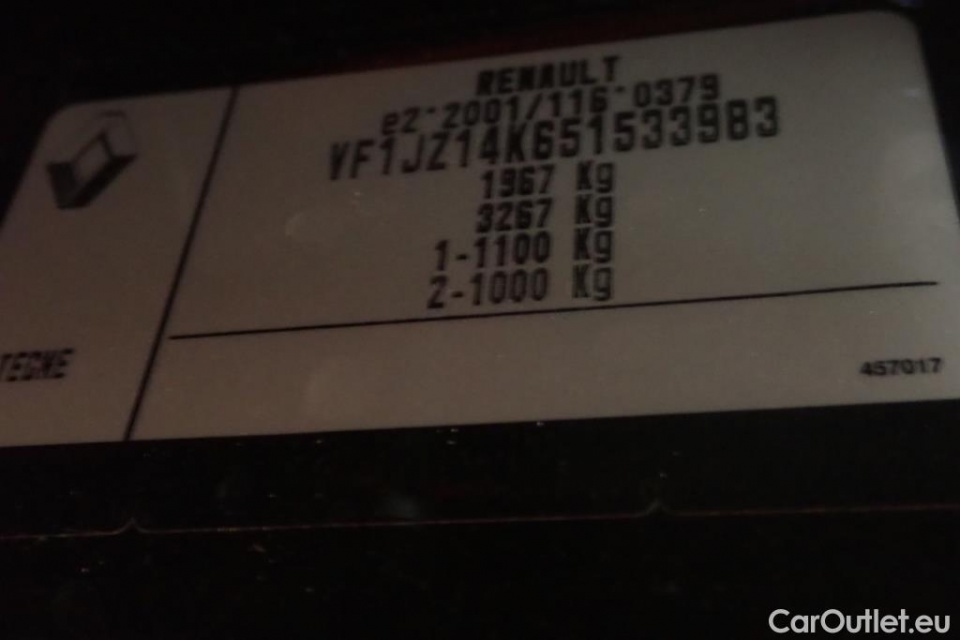 RENAULT
e2*2001/116*0379
VF1JZ14K651533983
1967 Kg
3267 Kg
1-1100 Kg
2-1000 Kg
457017
CarOutlet.eu